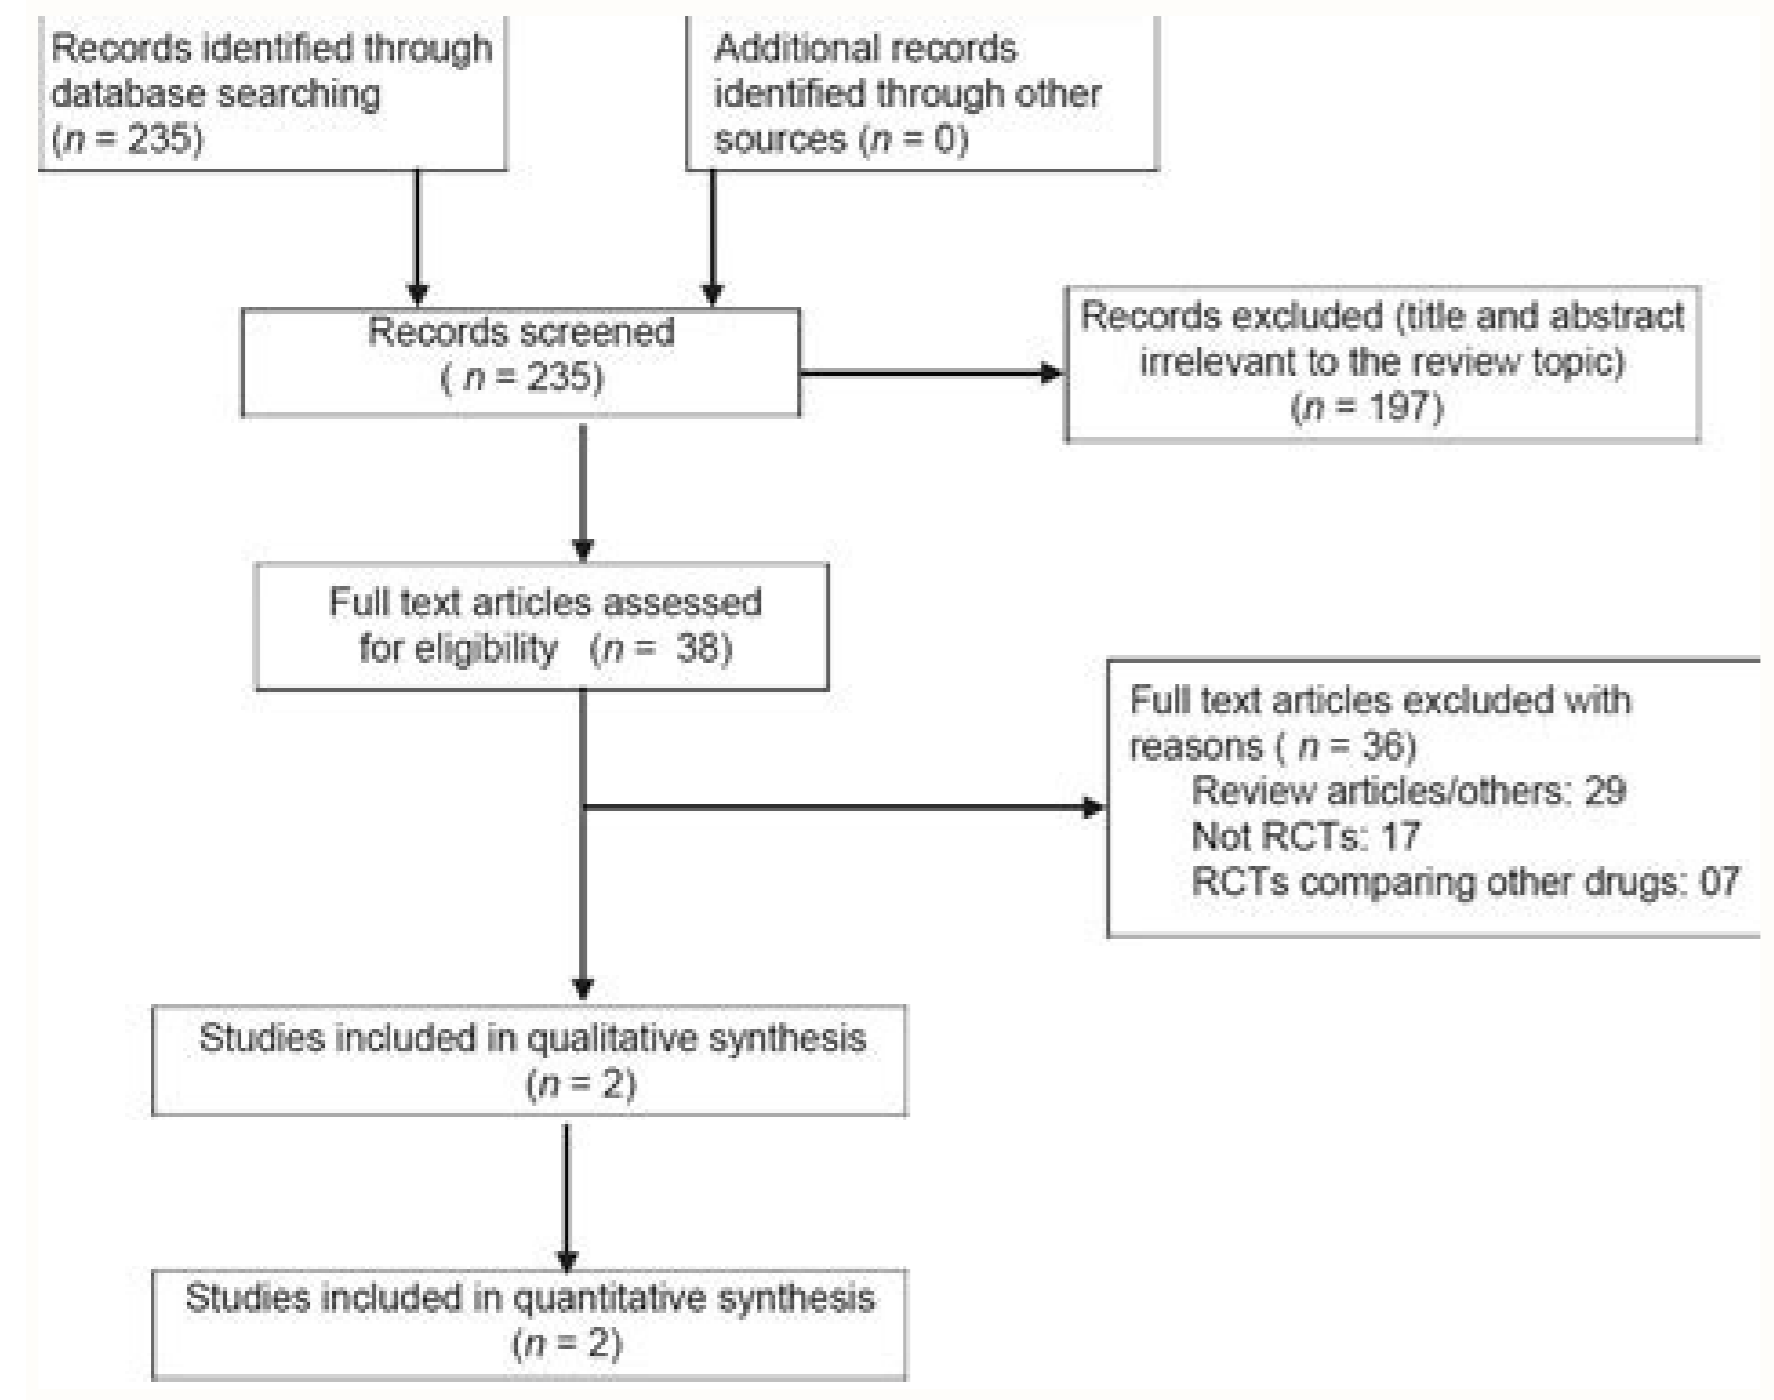 Records identified through
database searching
(n = 235)
Additional records
identified through other
sources (n = 0)
Records screened
( n = 235)
Records excluded (title and abstract
irrelevant to the review topic)
(n = 197)
Full text articles assessed
for eligibility (n = 38)
Full text articles excluded with
reasons ( n = 36)
Review articles/others: 29
Not RCTs: 17
RCTs comparing other drugs: 07
Studies included in qualitative synthesis
(n = 2)
Studies included in quantitative synthesis
(n = 2)